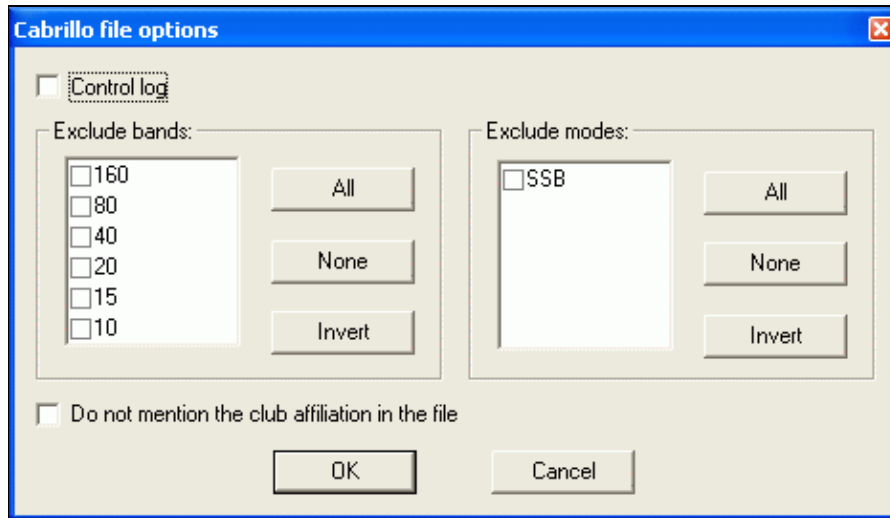 Cabrillo file options
Control log
Exclude bands:
160
80
40
20
15
10
All
None
Invert
Exclude modes:
SSB
All
None
Invert
Do not mention the club affiliation in the file
OK
Cancel